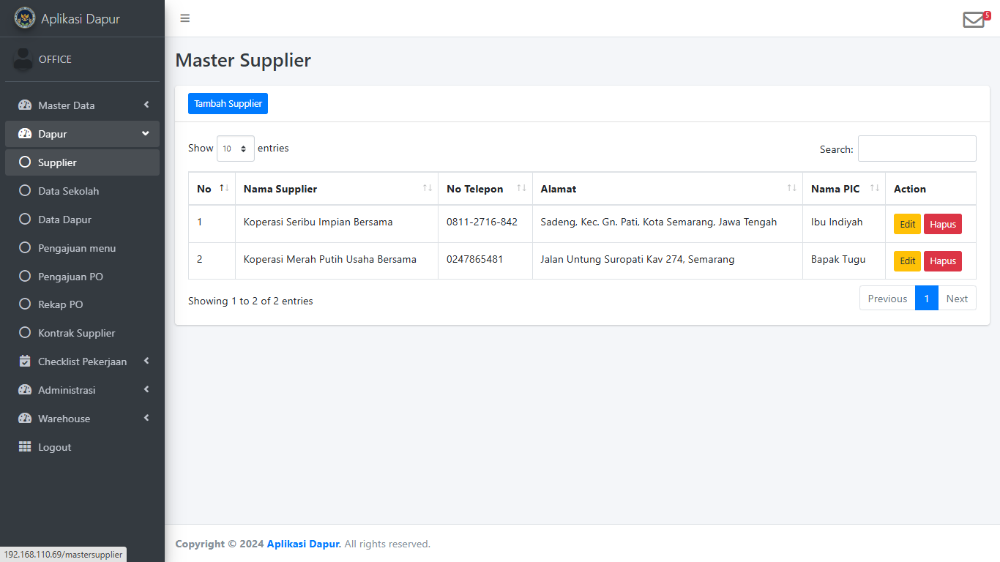 Aplikasi Dapur
5
OFFICE
Master Supplier
Master Data
Dapur
Supplier
Data Sekolah
Data Dapur
Pengajuan menu
Pengajuan PO
Rekap PO
Kontrak Supplier
Checklist Pekerjaan
Administrasi
Warehouse
Logout
Tambah Supplier
Show 10 entries
Search:
No Nama Supplier No Telepon Alamat Nama PIC Action
1 Koperasi Seribu Impian Bersama 0811-2716-842 Sadeng, Kec. Gn. Pati, Kota Semarang, Jawa Tengah Ibu Indiyah Edit Hapus
2 Koperasi Merah Putih Usaha Bersama 0247865481 Jalan Untung Suropati Kav 274, Semarang Bapak Tugu Edit Hapus
Showing 1 to 2 of 2 entries
Previous 1 Next
Copyright © 2024 Aplikasi Dapur. All rights reserved.
192.168.110.69/mastersupplier